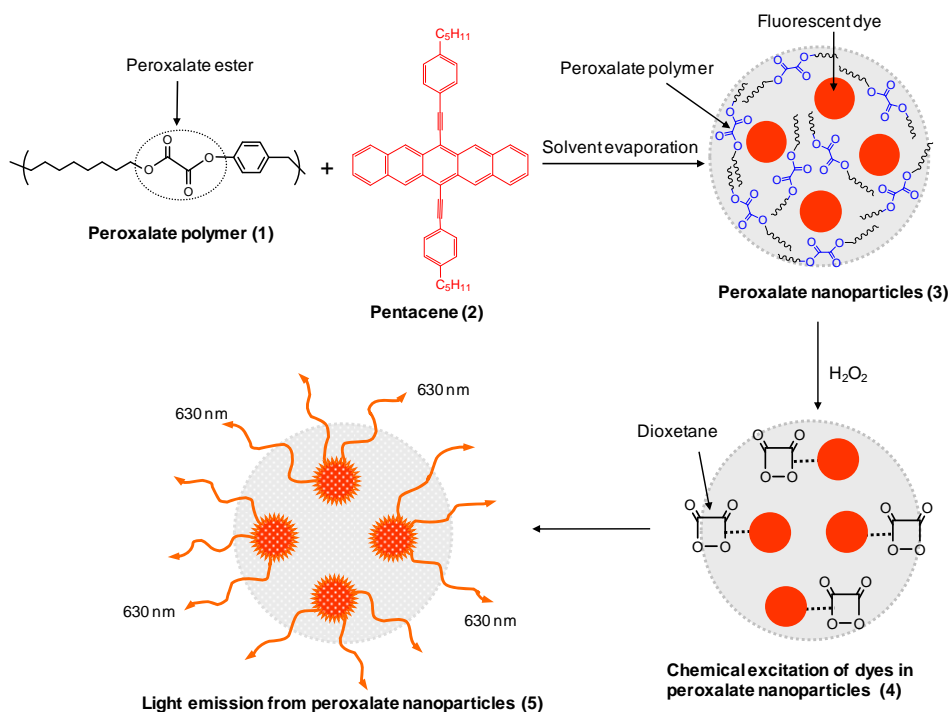 Peroxalate ester
O
O
O
O
Peroxalate polymer (1)
+
C5H11
C5H11
Pentacene (2)
Solvent evaporation
Fluorescent dye
Peroxalate polymer
Peroxalate nanoparticles (3)
H2O2
Dioxetane
O O
O-O
O O
O-O
O O
O-O
O O
O-O
Chemical excitation of dyes in
peroxalate nanoparticles (4)
630 nm
630 nm
630 nm
630 nm
Light emission from peroxalate nanoparticles (5)